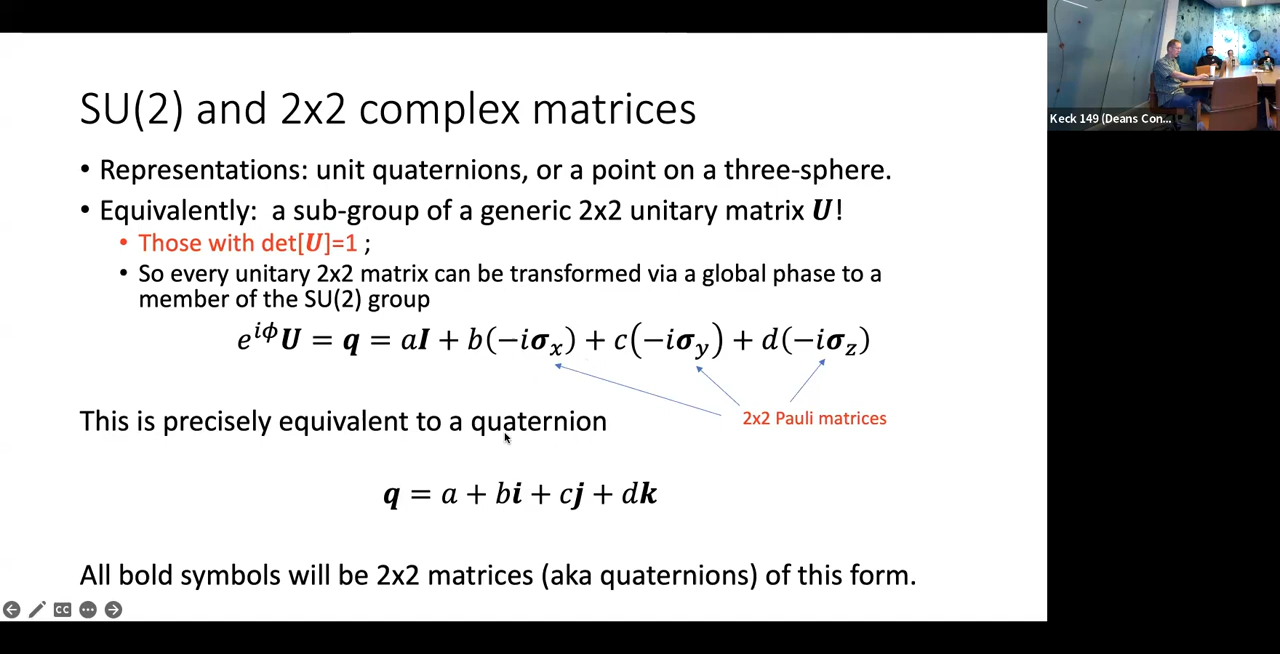 SU(2) and 2x2 complex matrices
• Representations: unit quaternions, or a point on a three-sphere.
• Equivalently: a sub-group of a generic 2x2 unitary matrix U!
• Those with det[U]=1 ;
• So every unitary 2x2 matrix can be transformed via a global phase to a
member of the SU(2) group
e^{iϕ}U = q = aI + b(−iσ_x) + c(−iσ_y) + d(−iσ_z)
2x2 Pauli matrices
This is precisely equivalent to a quaternion
q = a + bi + cj + dk
All bold symbols will be 2x2 matrices (aka quaternions) of this form.
CC
Keck 149 (Deans Con...